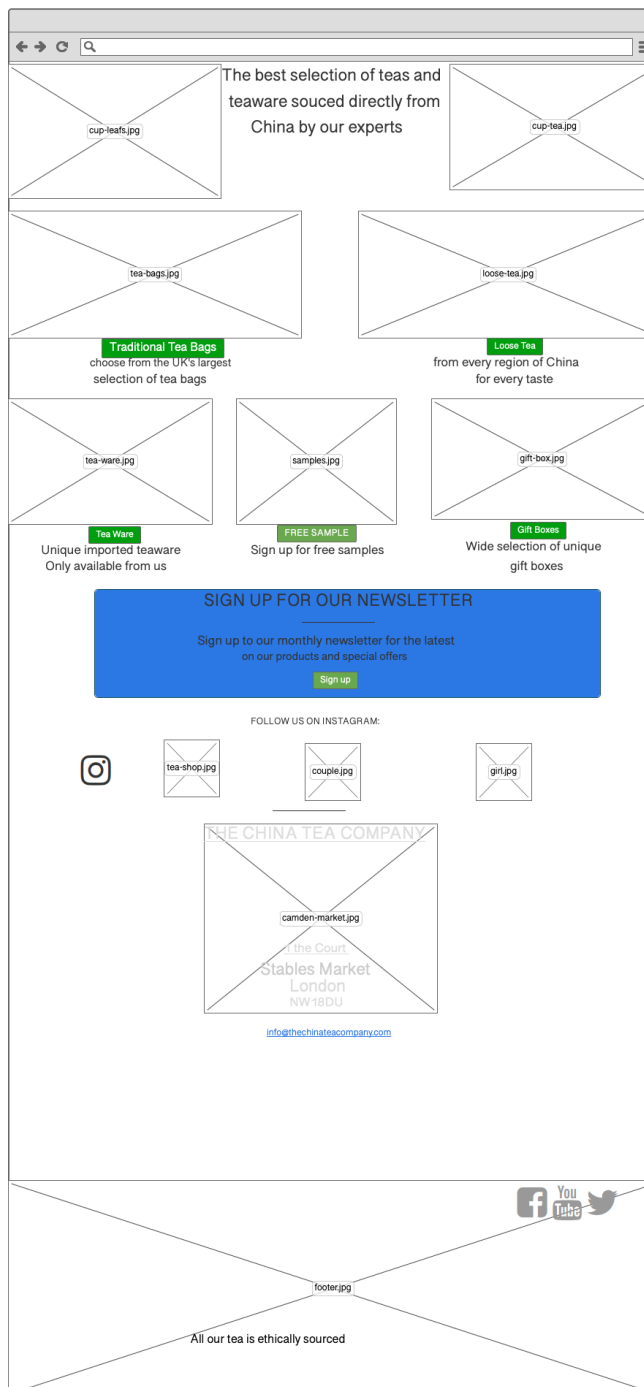 cup-leafs.jpg
The best selection of teas and
teaware souced directly from
China by our experts
cup-tea.jpg
tea-bags.jpg
loose-tea.jpg
Traditional Tea Bags
choose from the UK's largest
selection of tea bags
Loose Tea
from every region of China
for every taste
tea-ware.jpg
samples.jpg
gift-box.jpg
Tea Ware
Unique imported teaware
Only available from us
FREE SAMPLE
Sign up for free samples
Gift Boxes
Wide selection of unique
gift boxes
SIGN UP FOR OUR NEWSLETTER
Sign up to our monthly newsletter for the latest
on our products and special offers
Sign up
FOLLOW US ON INSTAGRAM:
tea-shop.jpg
couple.jpg
girl.jpg
THE CHINA TEA COMPANY
camden-market.jpg
1 the Court
Stables Market
London
NW18DU
info@thechinateacompany.com
You
Tube
footer.jpg
All our tea is ethically sourced